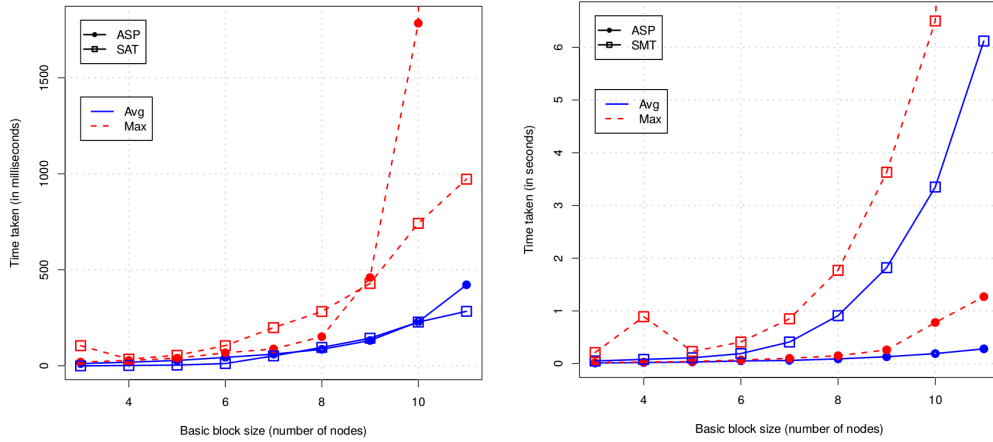 ASP
SAT
Avg
Max
Time taken (in milliseconds)
1500
1000
500
0
4 6 8 10
Basic block size (number of nodes)
ASP
SMT
Avg
Max
Time taken (in seconds)
6
5
4
3
2
1
0
4 6 8 10
Basic block size (number of nodes)